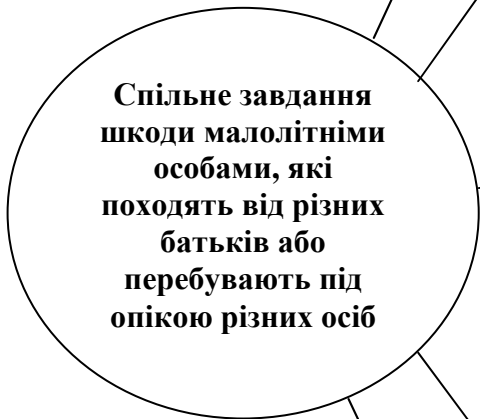 Спільне завдання
шкоди малолітніми
особами, які
походять від різних
батьків або
перебувають під
опікою різних осіб